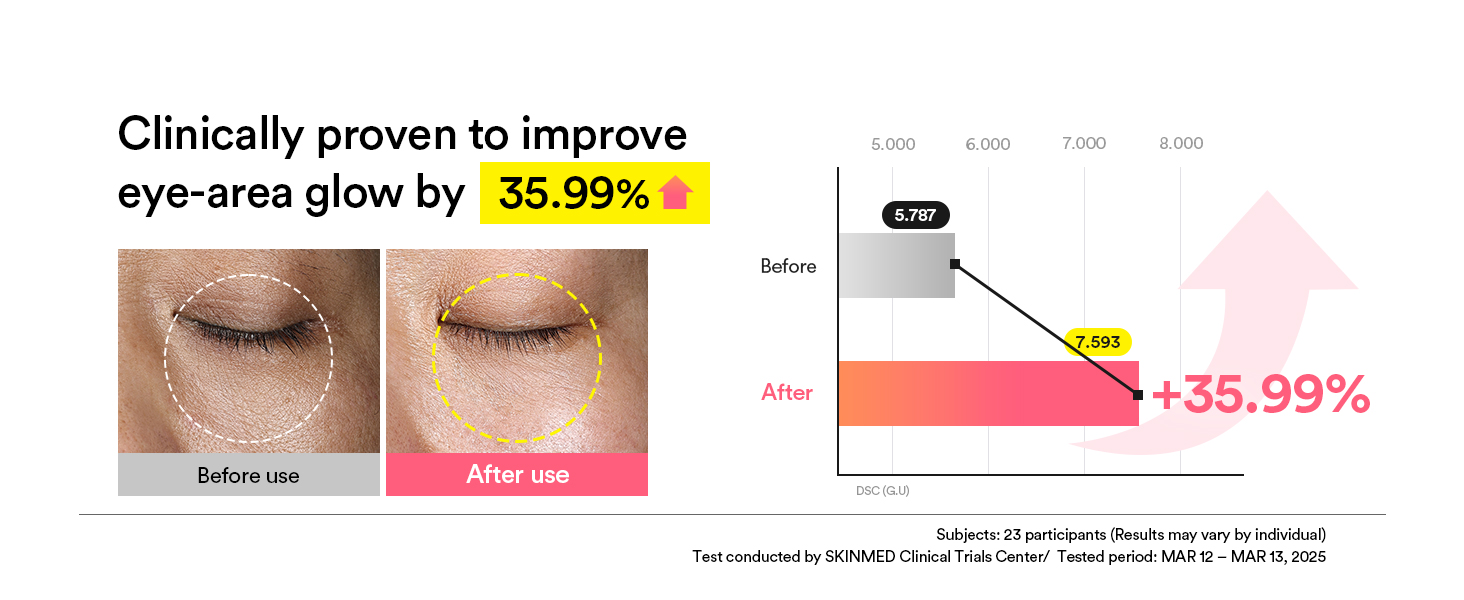 Clinically proven to improve
eye-area glow by 35.99%
Before use
After use
5.000 6.000 7.000 8.000
5.787
Before
7.593
After
+35.99%
DSC (G.U)
Subjects: 23 participants (Results may vary by individual)
Test conducted by SKINMED Clinical Trials Center/ Tested period: MAR 12 – MAR 13, 2025